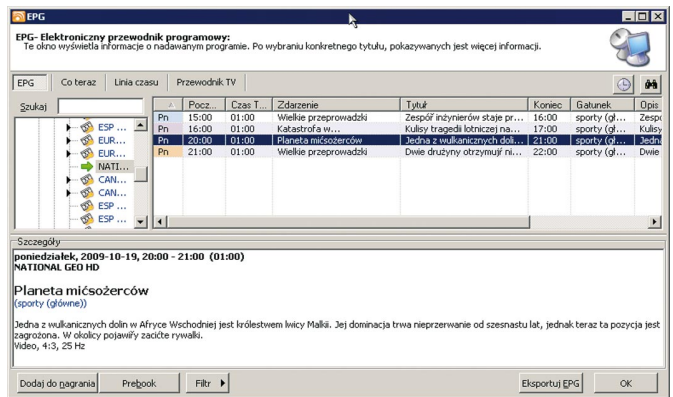 EPG
EPG- Elektroniczny przewodnik programowy:
Te okno wyświetla informacje o nadawanym programie. Po wybraniu konkretnego tytułu, pokazywanych jest więcej informacji.
EPG Co teraz Linia czasu Przewodnik TV
Szukaj
Pocz... Czas T... Zdarzenie Tytuł Koniec Gatunek Opis
Pn 15:00 01:00 Wielkie przeprowadzki Zespóf inżynierów staje pr... 16:00 sporty (gł... Zespó
Pn 16:00 01:00 Katastrofa w... Kulisy tragedii lotniczej na... 17:00 sporty (gł... Kulisy
Pn 20:00 01:00 Planeta mićsożerców Jedna z wulkanicznych doli... 21:00 sporty (gł... Jedna
Pn 21:00 01:00 Wielkie przeprowadzki Dwie drużyny otrzymujŕ ni... 22:00 sporty (gł... Dwie
ESP ...
EUR...
EUR...
NATI...
CAN...
CAN...
ESP ...
ESP ...
Szczegóły
poniedziałek, 2009-10-19, 20:00 - 21:00 (01:00)
NATIONAL GEO HD
Planeta mićsożerców
(sporty (główne))
Jedna z wulkanicznych dolin w Afryce Wschodniej jest królestwem lwicy Malkii. Jej dominacja trwa nieprzerwanie od szesnastu lat, jednak teraz ta pozycja jest
zagrożona. W okolicy pojawiŕy zacićte rywalki.
Video, 4:3, 25 Hz
Dodaj do nagrania Prebook Filtr Eksportuj EPG OK